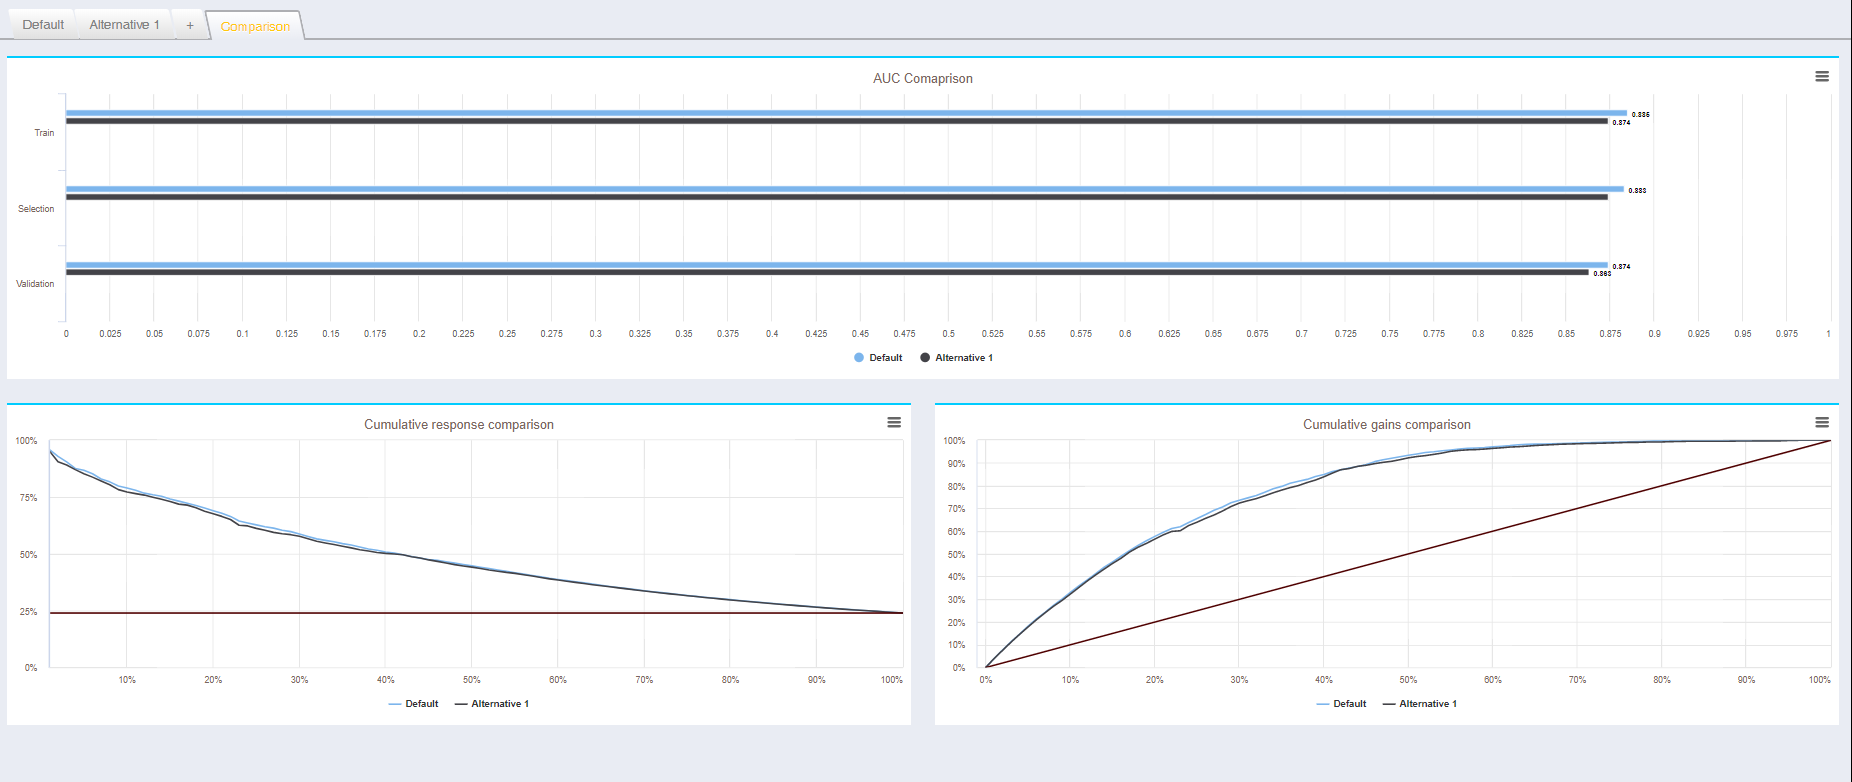 Default Alternative 1 + Comparison
AUC Comaprison
0.885
Train
0.874
0.883
Selection
0.874
Validation
0.863
0 0.025 0.05 0.075 0.1 0.125 0.15 0.175 0.2 0.225 0.25 0.275 0.3 0.325 0.35 0.375 0.4 0.425 0.45 0.475 0.5 0.525 0.55 0.575 0.6 0.625 0.65 0.675 0.7 0.725 0.75 0.775 0.8 0.825 0.85 0.875 0.9 0.925 0.95 0.975 1
Default Alternative 1
Cumulative response comparison
100%
75%
50%
25%
0%
10% 20% 30% 40% 50% 60% 70% 80% 90% 100%
Default Alternative 1
Cumulative gains comparison
100%
90%
80%
70%
60%
50%
40%
30%
20%
10%
0%
0% 10% 20% 30% 40% 50% 60% 70% 80% 90% 100%
Default Alternative 1